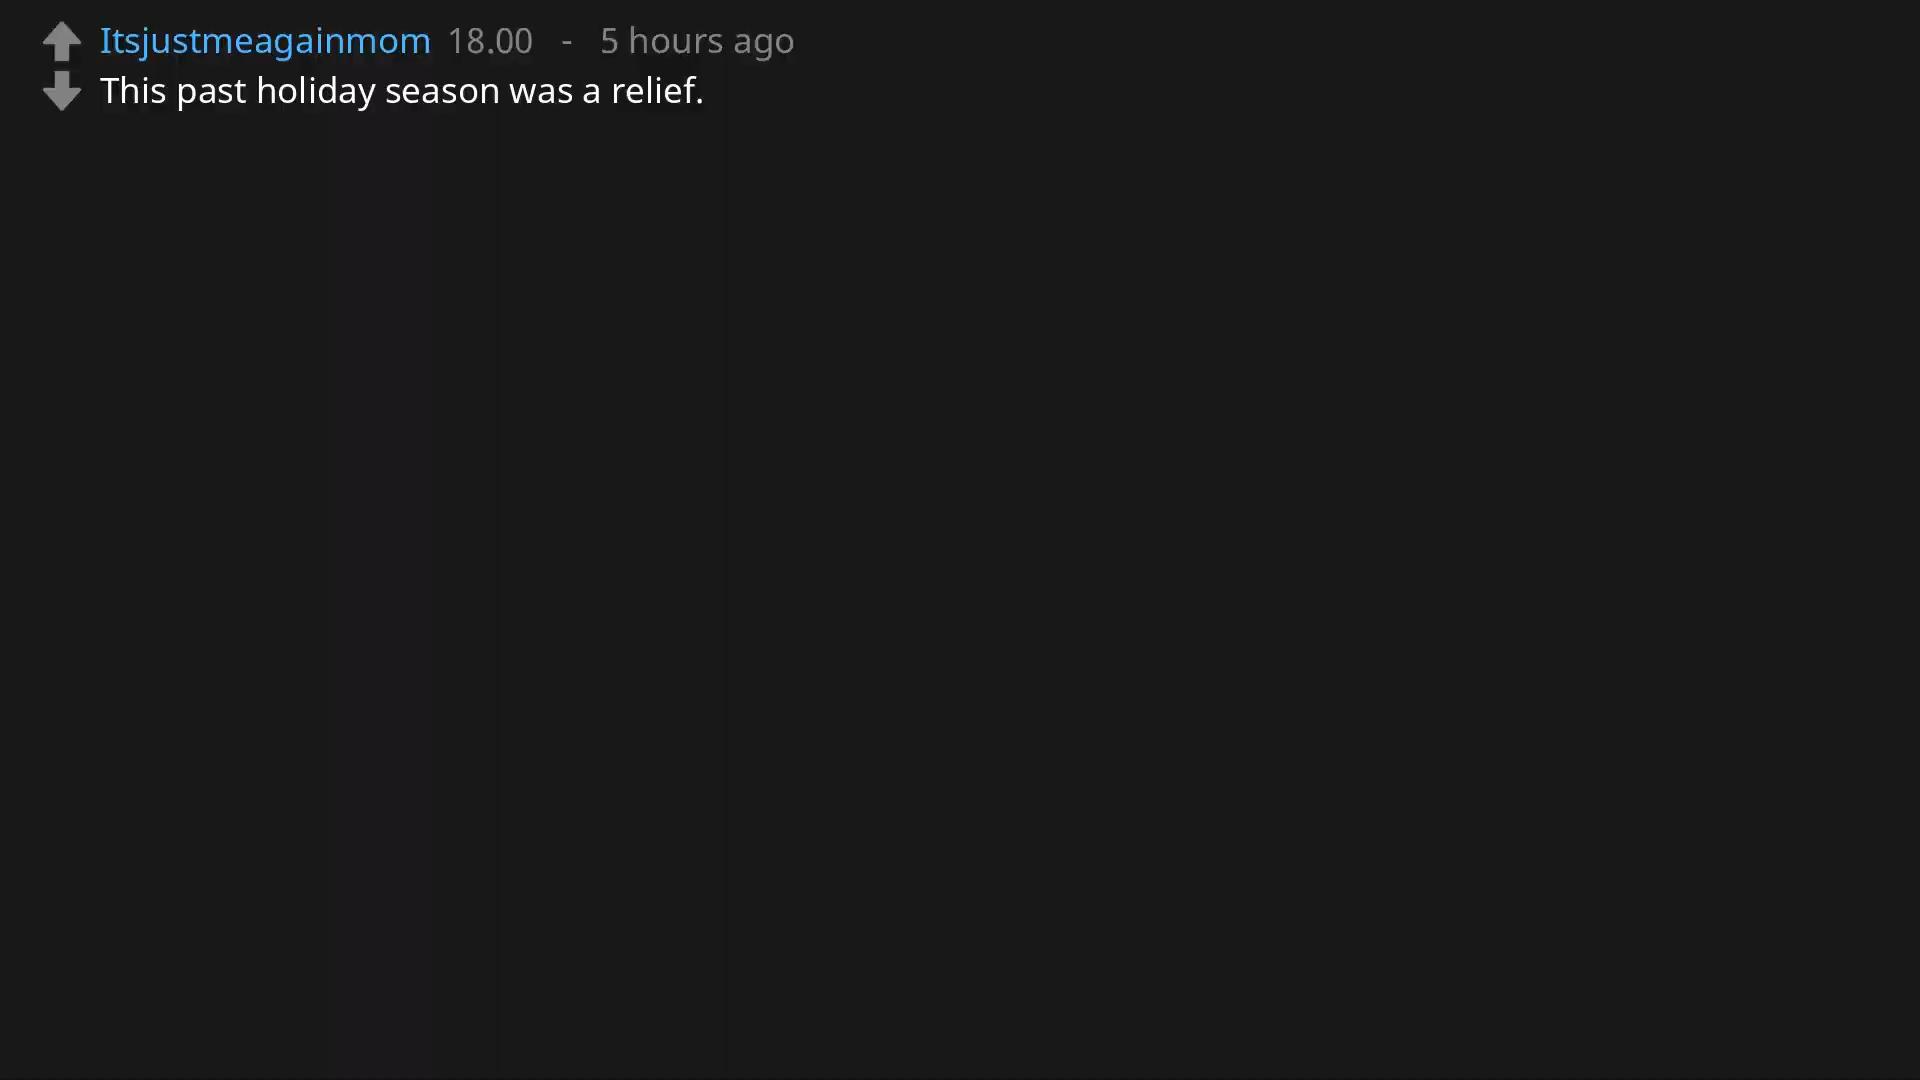 Itsjustmeagainmom 18.00 - 5 hours ago
This past holiday season was a relief.